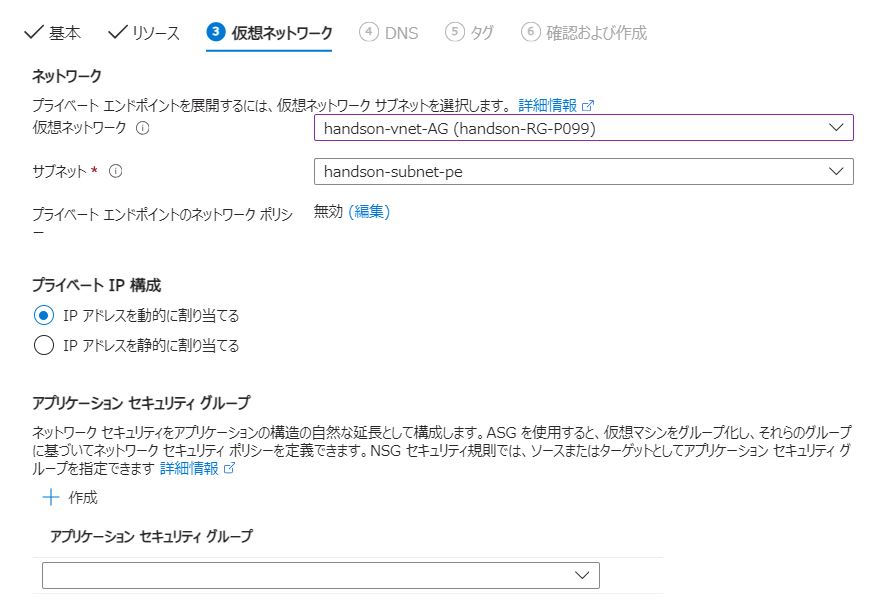 基本 リソース 3 仮想ネットワーク 4 DNS 5 タグ 6 確認および作成
ネットワーク
プライベート エンドポイントを展開するには、仮想ネットワーク サブネットを選択します。 詳細情報
仮想ネットワーク handson-vnet-AG (handson-RG-P099)
サブネット * handson-subnet-pe
プライベート エンドポイントのネットワーク ポリシ 無効 (編集)
ー
プライベート IP 構成
IP アドレスを動的に割り当てる
IP アドレスを静的に割り当てる
アプリケーション セキュリティ グループ
ネットワーク セキュリティをアプリケーションの構造の自然な延長として構成します。ASG を使用すると、仮想マシンをグループ化し、それらのグループ
に基づいてネットワーク セキュリティ ポリシーを定義できます。NSG セキュリティ規則では、ソースまたはターゲットとしてアプリケーション セキュリティ グ
ループを指定できます 詳細情報
作成
アプリケーション セキュリティ グループ